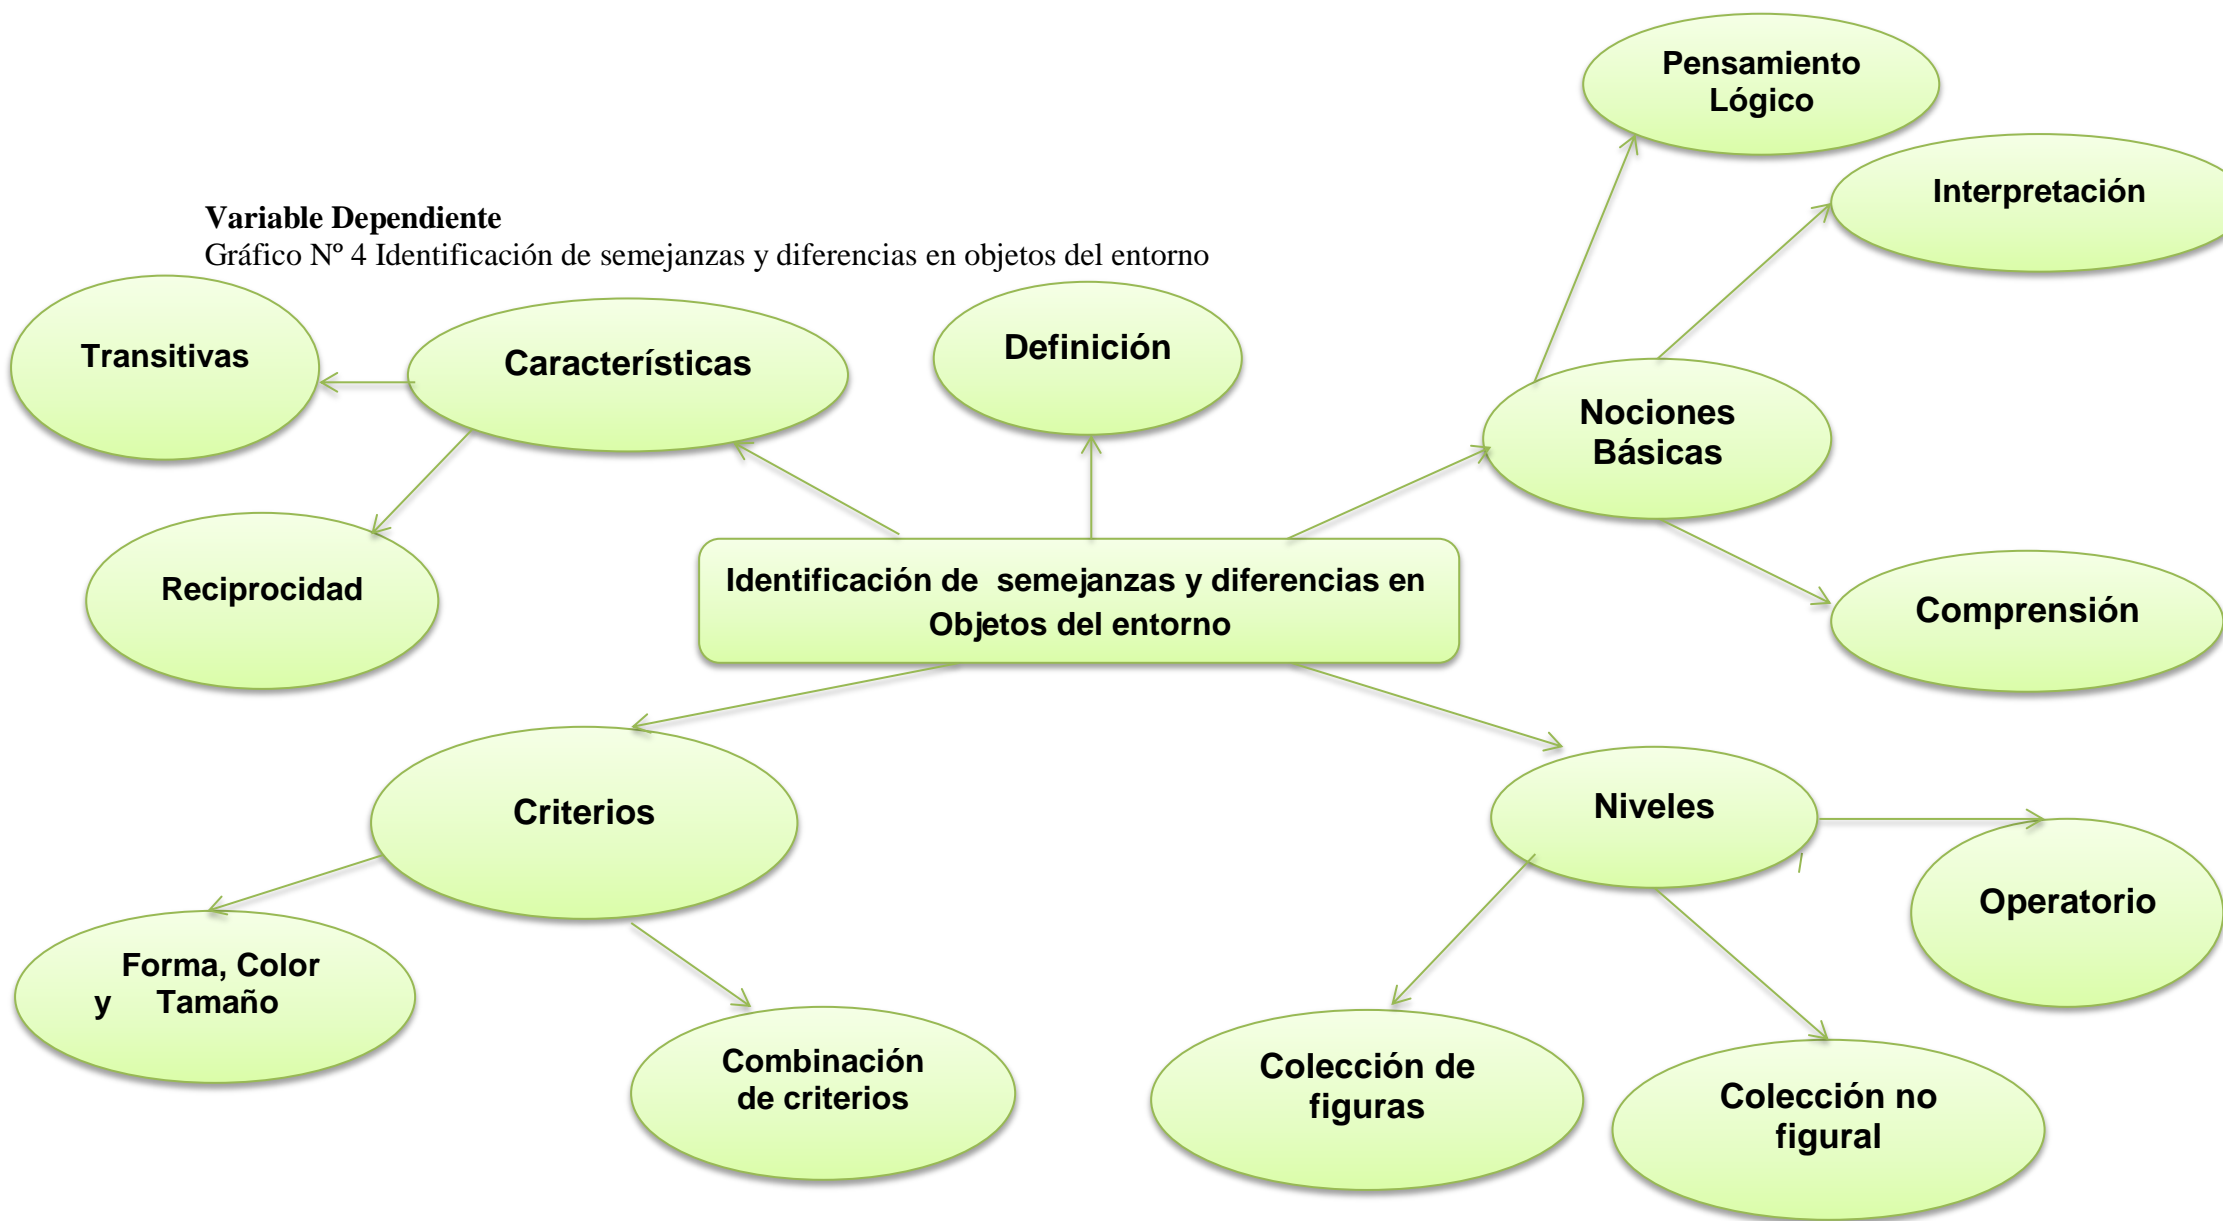 Pensamiento
Lógico
Interpretación
Variable Dependiente
Gráfico Nº 4 Identificación de semejanzas y diferencias en objetos del entorno
Transitivas
Características
Definición
Nociones
Básicas
Reciprocidad
Identificación de semejanzas y diferencias en
Objetos del entorno
Comprensión
Criterios
Niveles
Operatorio
Forma, Color
y Tamaño
Combinación
de criterios
Colección de
figuras
Colección no
figural